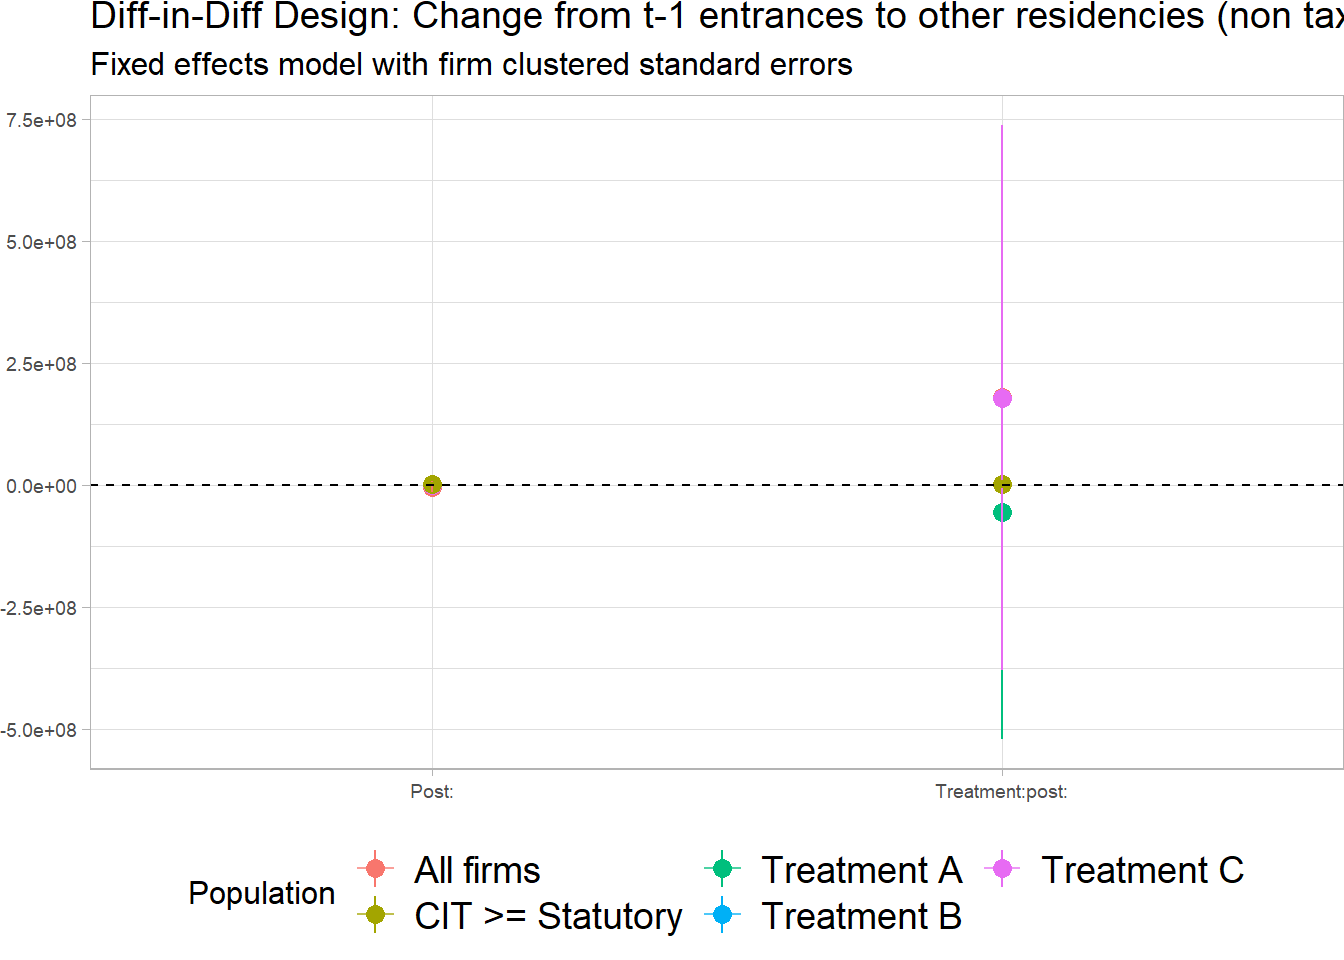 Diff-in-Diff Design: Change from t-1 entrances to other residencies (non tax
Fixed effects model with firm clustered standard errors
7.5e+08
5.0e+08
2.5e+08
0.0e+00
-2.5e+08
-5.0e+08
Post:
Treatment:post:
Population
All firms
CIT >= Statutory
Treatment A
Treatment B
Treatment C